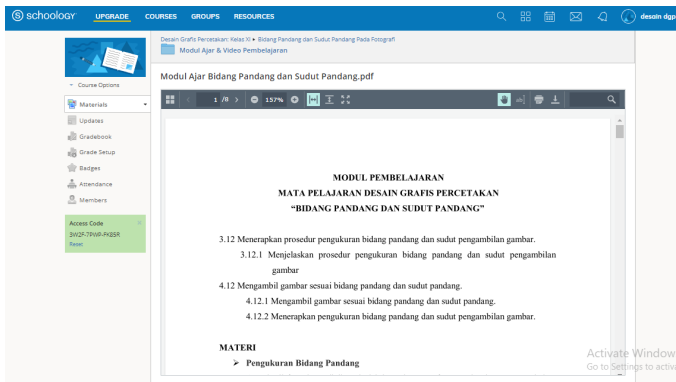 schoology
UPGRADE
COURSES
GROUPS
RESOURCES
desain dgp
Desain Grafis Percetakan: Kelas XI • Bidang Pandang dan Sudut Pandang Pada Fotografi
Modul Ajar & Video Pembelajaran
Course Options
Materials
Updates
Gradebook
Grade Setup
Badges
Attendance
Members
Access Code
Reset
Modul Ajar Bidang Pandang dan Sudut Pandang.pdf
1 /8
157%
MODUL PEMBELAJARAN
MATA PELAJARAN DESAIN GRAFIS PERCETAKAN
“BIDANG PANDANG DAN SUDUT PANDANG”
3.12 Menerapkan prosedur pengukuran bidang pandang dan sudut pengambilan gambar.
3.12.1 Menjelaskan prosedur pengukuran bidang pandang dan sudut pengambilan
gambar
4.12 Mengambil gambar sesuai bidang pandang dan sudut pandang.
4.12.1 Mengambil gambar sesuai bidang pandang dan sudut pandang.
4.12.2 Menerapkan pengukuran bidang pandang dan sudut pengambilan gambar.
MATERI
➢ Pengukuran Bidang Pandang
Activate Window
Go to Settings to activa